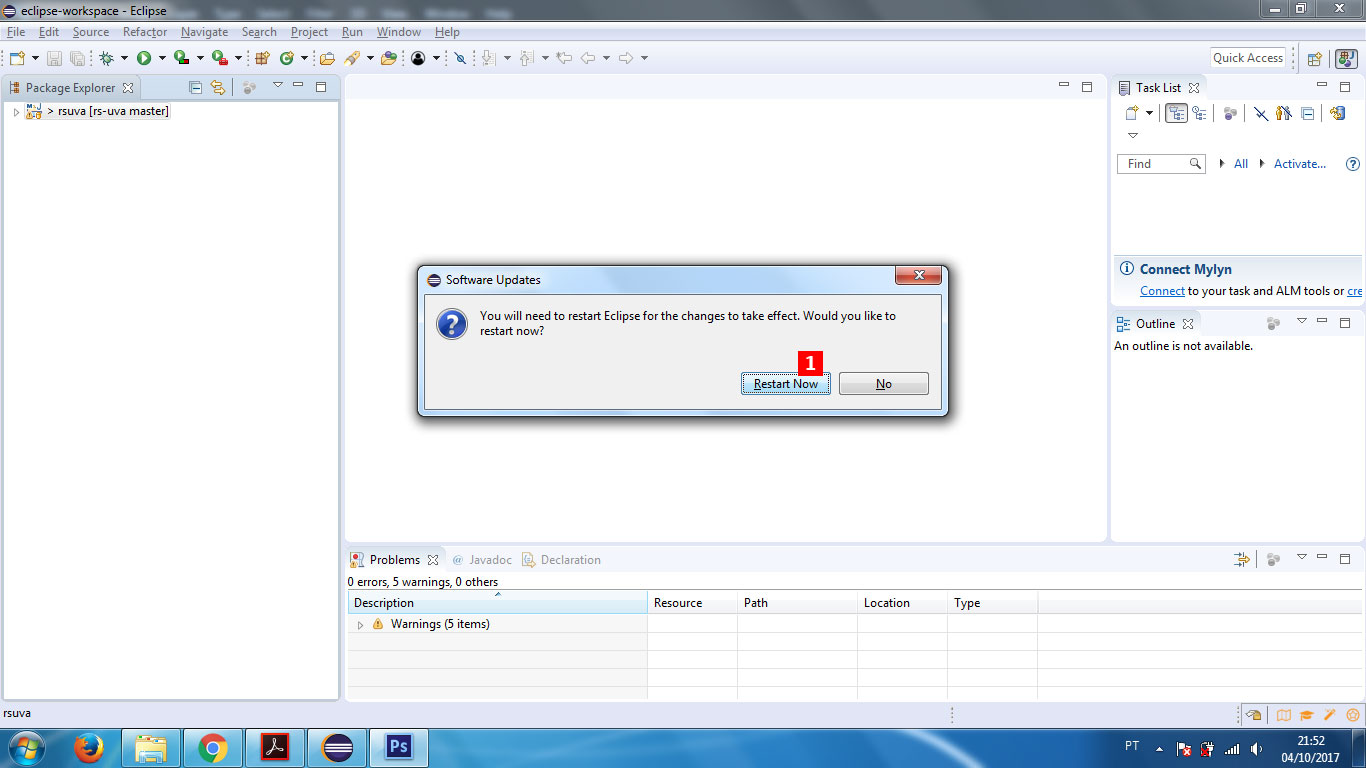 eclipse-workspace - Eclipse
File Edit Source Refactor Navigate Search Project Run Window Help
Quick Access
Package Explorer
> rsuva [rs-uva master]
Task List
Find
All
Activate...
Connect Mylyn
Connect to your task and ALM tools or cre
Outline
An outline is not available.
Software Updates
You will need to restart Eclipse for the changes to take effect. Would you like to
restart now?
1
Restart Now No
Problems @ Javadoc Declaration
0 errors, 5 warnings, 0 others
Description Resource Path Location Type
Warnings (5 items)
rsuva
Ps
PT
21:52
04/10/2017